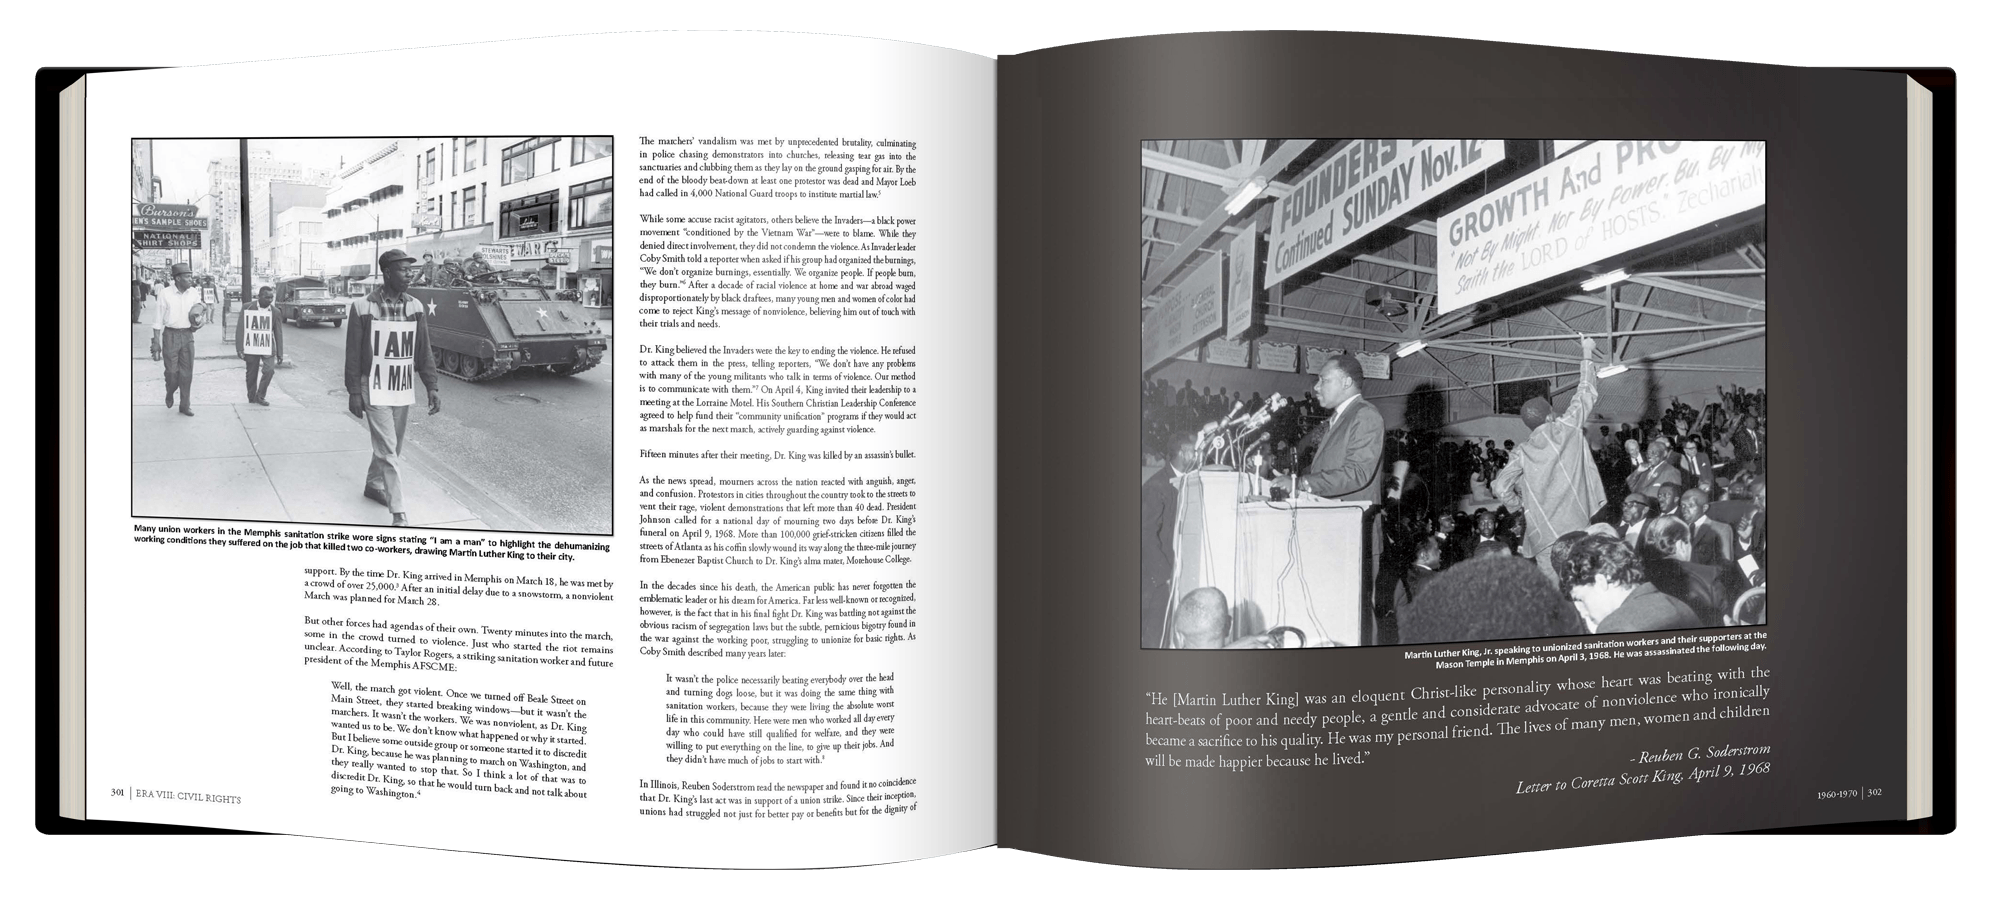 Burson's
MEN'S SAMPLE SHOES
NATIONAL
SHIRT SHOPS
STEWARTS
I AM
A MAN
I AM
A MAN
Many union workers in the Memphis sanitation strike wore signs stating “I am a man” to highlight the dehumanizing
working conditions they suffered on the job that killed two co-workers, drawing Martin Luther King to their city.
support. By the time Dr. King arrived in Memphis on March 18, he was met by
a crowd of over 25,000.³ After an initial delay due to a snowstorm, a nonviolent
March was planned for March 28.
But other forces had agendas of their own. Twenty minutes into the march,
some in the crowd turned to violence. Just who started the riot remains
unclear. According to Taylor Rogers, a striking sanitation worker and future
president of the Memphis AFSCME:
Well, the march got violent. Once we turned off Beale Street on
Main Street, they started breaking windows—but it wasn't the
marchers. It wasn't the workers. We was nonviolent, as Dr. King
wanted us to be. We don't know what happened or why it started.
But I believe some outside group or someone started it to discredit
Dr. King, because he was planning to march on Washington, and
they really wanted to stop that. So I think a lot of that was to
discredit Dr. King, so that he would turn back and not talk about
going to Washington.⁴
301 | ERA VIII: CIVIL RIGHTS
The marchers' vandalism was met by unprecedented brutality, culminating
in police chasing demonstrators into churches, releasing tear gas into the
sanctuaries and clubbing them as they lay on the ground gasping for air. By the
end of the bloody beat-down at least one protestor was dead and Mayor Loeb
had called in 4,000 National Guard troops to institute martial law.⁵
While some accuse racist agitators, others believe the Invaders—a black power
movement “conditioned by the Vietnam War”—were to blame. While they
denied direct involvement, they did not condemn the violence. As Invader leader
Coby Smith told a reporter when asked if his group had organized the burnings,
“We don't organize burnings, essentially. We organize people. If people burn,
they burn.”⁶ After a decade of racial violence at home and war abroad waged
disproportionately by black draftees, many young men and women of color had
come to reject King's message of nonviolence, believing him out of touch with
their trials and needs.
Dr. King believed the Invaders were the key to ending the violence. He refused
to attack them in the press, telling reporters, “We don't have any problems
with many of the young militants who talk in terms of violence. Our method
is to communicate with them.”⁷ On April 4, King invited their leadership to a
meeting at the Lorraine Motel. His Southern Christian Leadership Conference
agreed to help fund their “community unification” programs if they would act
as marshals for the next march, actively guarding against violence.
Fifteen minutes after their meeting, Dr. King was killed by an assassin's bullet.
As the news spread, mourners across the nation reacted with anguish, anger,
and confusion. Protestors in cities throughout the country took to the streets to
vent their rage, violent demonstrations that left more than 40 dead. President
Johnson called for a national day of mourning two days before Dr. King's
funeral on April 9, 1968. More than 100,000 grief-stricken citizens filled the
streets of Atlanta as his coffin slowly wound its way along the three-mile journey
from Ebenezer Baptist Church to Dr. King's alma mater, Morehouse College.
In the decades since his death, the American public has never forgotten the
emblematic leader or his dream for America. Far less well-known or recognized,
however, is the fact that in his final fight Dr. King was battling not against the
obvious racism of segregation laws but the subtle, pernicious bigotry found in
the war against the working poor, struggling to unionize for basic rights. As
Coby Smith described many years later:
It wasn't the police necessarily beating everybody over the head
and turning dogs loose, but it was doing the same thing with
sanitation workers, because they were living the absolute worst
life in this community. Here were men who worked all day every
day who could have still qualified for welfare, and they were
willing to put everything on the line, to give up their jobs. And
they didn't have much of jobs to start with.⁸
In Illinois, Reuben Soderstrom read the newspaper and found it no coincidence
that Dr. King's last act was in support of a union strike. Since their inception,
unions had struggled not just for better pay or benefits but for the dignity of
FOUNDERS
Continued SUNDAY Nov. 12
GROWTH And PRO
"Not By Might, Nor By Power, But By My
Saith the LORD of HOSTS." Zechariah
Martin Luther King, Jr. speaking to unionized sanitation workers and their supporters at the
Mason Temple in Memphis on April 3, 1968. He was assassinated the following day.
“He [Martin Luther King] was an eloquent Christ-like personality whose heart was beating with the
heart-beats of poor and needy people, a gentle and considerate advocate of nonviolence who ironically
became a sacrifice to his quality. He was my personal friend. The lives of many men, women and children
will be made happier because he lived.”
- Reuben G. Soderstrom
Letter to Coretta Scott King, April 9, 1968
1960-1970 | 302